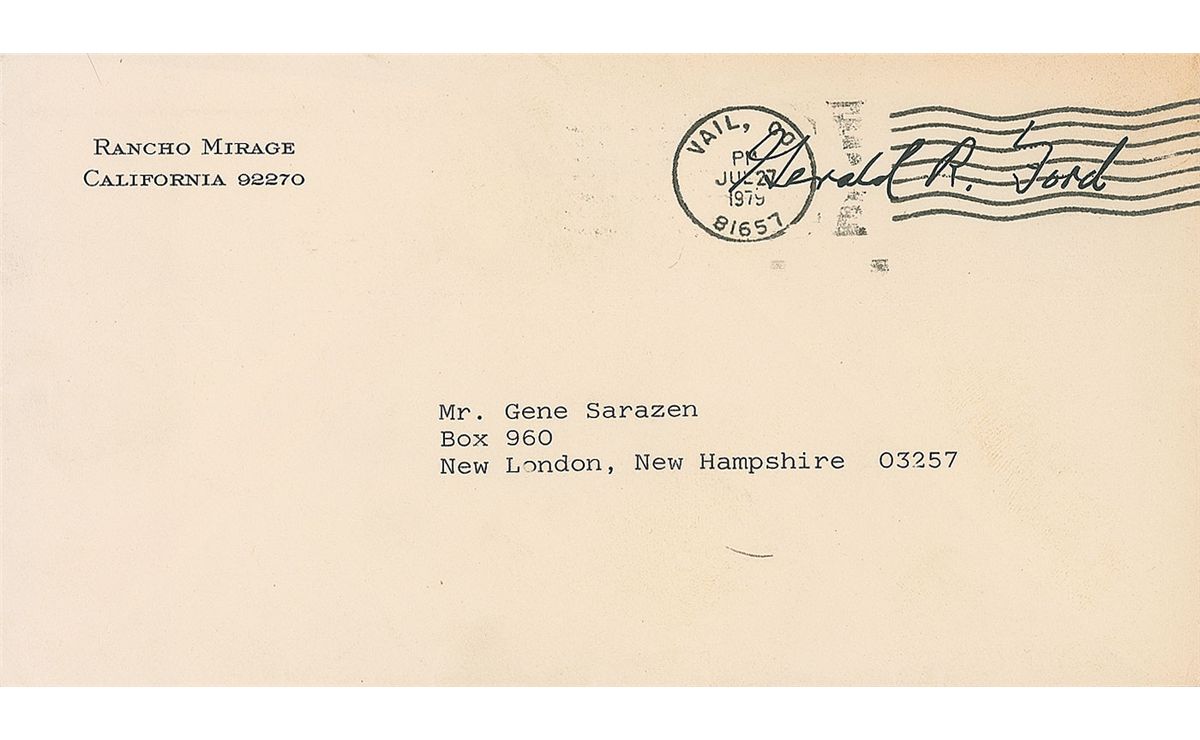 RANCHO MIRAGE
CALIFORNIA 92270
VAIL, CO
PM
JUL 27
1979
81657
Gerald R. Ford
Mr. Gene Sarazen
Box 960
New London, New Hampshire 03257